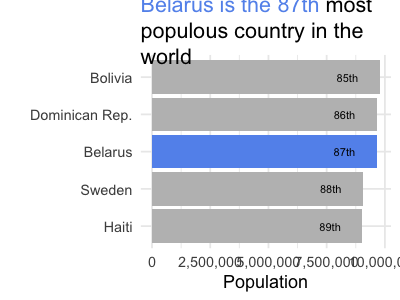 Belarus is the 87th most
populous country in the
world
Bolivia 85th
Dominican Rep. 86th
Belarus 87th
Sweden 88th
Haiti 89th
0 2,500,000 5,000,000 7,500,000 10,000,0
Population